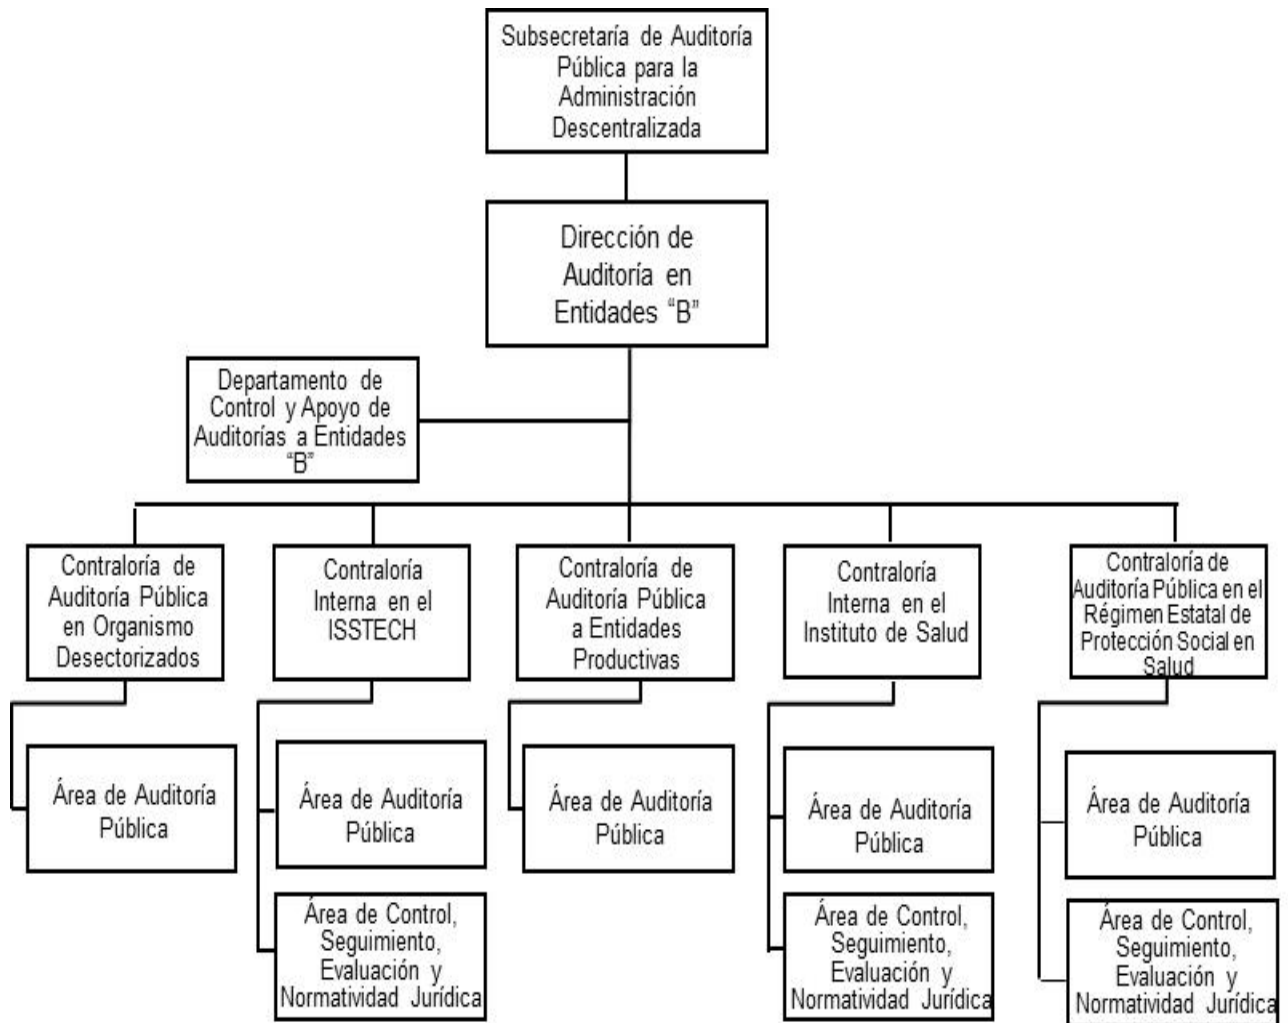 Subsecretaría de Auditoría
Pública para la
Administración
Descentralizada
Dirección de
Auditoría en
Entidades “B”
Departamento de
Control y Apoyo de
Auditorías a Entidades
“B”
Contraloría de
Auditoría Pública
en Organismo
Desectorizados
Contraloría
Interna en el
ISSTECH
Contraloría de
Auditoría Pública
a Entidades
Productivas
Contraloría
Interna en el
Instituto de Salud
Contraloría de
Auditoría Pública en el
Régimen Estatal de
Protección Social en
Salud
Área de Auditoría
Pública
Área de Auditoría
Pública
Área de Auditoría
Pública
Área de Auditoría
Pública
Área de Auditoría
Pública
Área de Control,
Seguimiento,
Evaluación y
Normatividad Jurídica
Área de Control,
Seguimiento,
Evaluación y
Normatividad Jurídica
Área de Control,
Seguimiento,
Evaluación y
Normatividad Jurídica